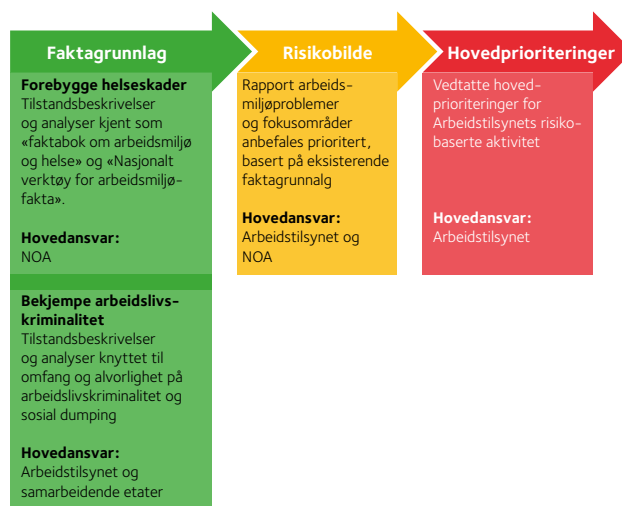 Faktagrunnlag
Forebygge helseskader
Tilstandsbeskrivelser
og analyser kjent som
«faktabok om arbeidsmiljø
og helse» og «Nasjonalt
verktøy for arbeidsmiljø-
fakta».
Hovedansvar:
NOA
Bekjempe arbeidslivs-
kriminalitet
Tilstandsbeskrivelser
og analyser knyttet til
omfang og alvorlighet på
arbeidslivskriminalitet og
sosial dumping
Hovedansvar:
Arbeidstilsynet og
samarbeidende etater
Risikobilde
Rapport arbeids-
miljøproblemer
og fokusområder
anbefales prioritert,
basert på eksisterende
faktagrunnalg
Hovedansvar:
Arbeidstilsynet og
NOA
Hovedprioriteringer
Vedtatte hoved-
prioriteringer for
Arbeidstilsynets risiko-
baserte aktivitet
Hovedansvar:
Arbeidstilsynet